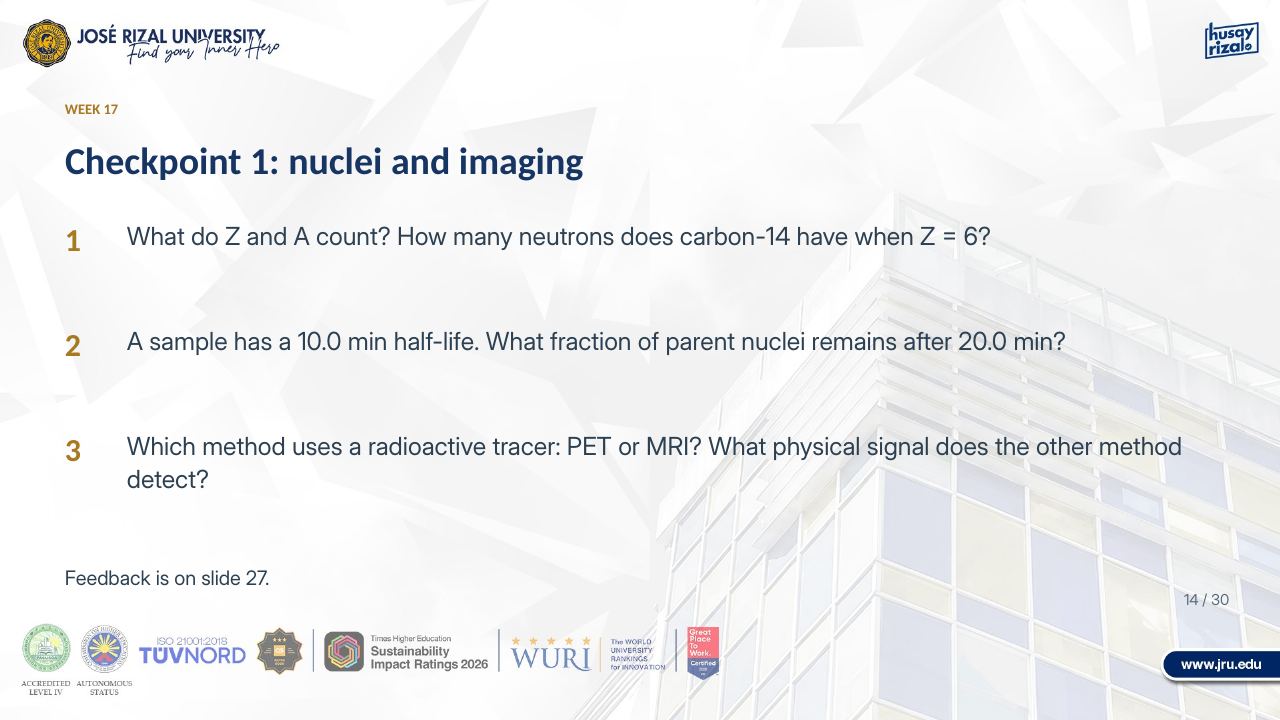 JOSÉ RIZAL UNIVERSITY
Find your Inner Hero
husay
rizal
WEEK 17
Checkpoint 1: nuclei and imaging
1 What do Z and A count? How many neutrons does carbon-14 have when Z = 6?
2 A sample has a 10.0 min half-life. What fraction of parent nuclei remains after 20.0 min?
3 Which method uses a radioactive tracer: PET or MRI? What physical signal does the other method
detect?
Feedback is on slide 27.
14 / 30
ACCREDITED
LEVEL IV
AUTONOMOUS
STATUS
ISO 21001:2018
TÜVNORD
Times Higher Education
Sustainability
Impact Ratings 2026
WURI
The WORLD
UNIVERSITY
RANKINGS
for INNOVATION
Great
Place
To
Work.
Certified
www.jru.edu